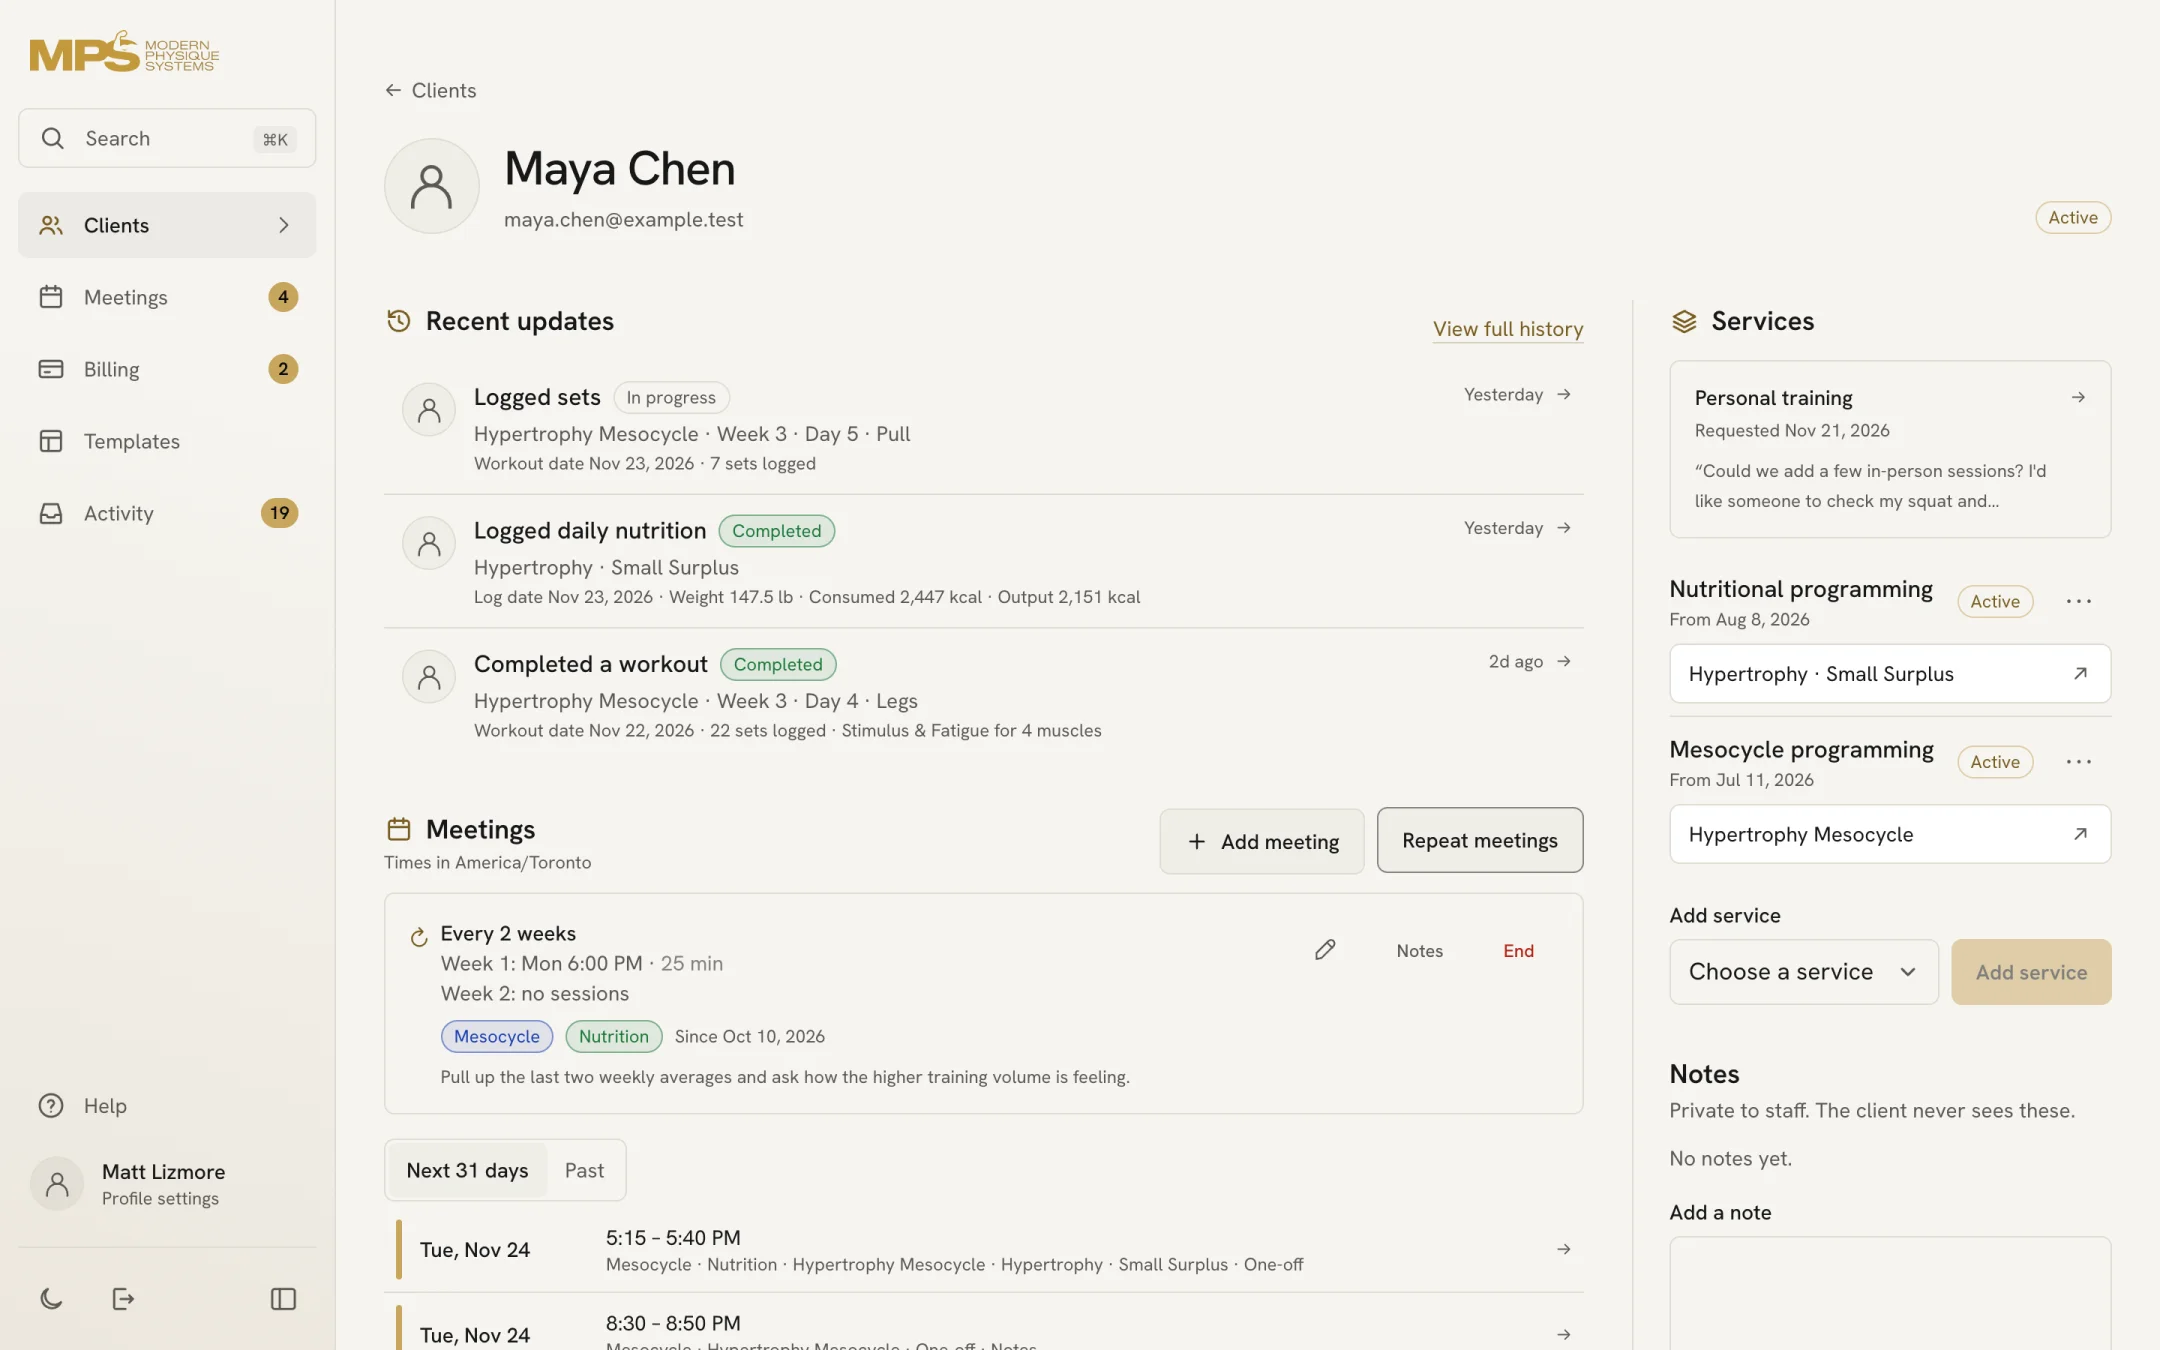 MPS MODERN
PHYSIQUE
SYSTEMS
Search ⌘K
Clients
Meetings 4
Billing 2
Templates
Activity 19
Help
Matt Lizmore
Profile settings
← Clients
Maya Chen
maya.chen@example.test
Active
Recent updates
View full history
Logged sets In progress
Yesterday →
Hypertrophy Mesocycle · Week 3 · Day 5 · Pull
Workout date Nov 23, 2026 · 7 sets logged
Logged daily nutrition Completed
Yesterday →
Hypertrophy · Small Surplus
Log date Nov 23, 2026 · Weight 147.5 lb · Consumed 2,447 kcal · Output 2,151 kcal
Completed a workout Completed
2d ago →
Hypertrophy Mesocycle · Week 3 · Day 4 · Legs
Workout date Nov 22, 2026 · 22 sets logged · Stimulus & Fatigue for 4 muscles
Meetings
Times in America/Toronto
+ Add meeting
Repeat meetings
Every 2 weeks
Week 1: Mon 6:00 PM · 25 min
Week 2: no sessions
Notes
End
Mesocycle Nutrition Since Oct 10, 2026
Pull up the last two weekly averages and ask how the higher training volume is feeling.
Next 31 days Past
Tue, Nov 24
5:15 – 5:40 PM
Mesocycle · Nutrition · Hypertrophy Mesocycle · Hypertrophy · Small Surplus · One-off
Tue, Nov 24
8:30 – 8:50 PM
Mesocycle · Hypertrophy Mesocycle · One-off · Notes
Services
Personal training
Requested Nov 21, 2026
“Could we add a few in-person sessions? I'd
like someone to check my squat and...
Nutritional programming Active ...
From Aug 8, 2026
Hypertrophy · Small Surplus
Mesocycle programming Active ...
From Jul 11, 2026
Hypertrophy Mesocycle
Add service
Choose a service
Add service
Notes
Private to staff. The client never sees these.
No notes yet.
Add a note